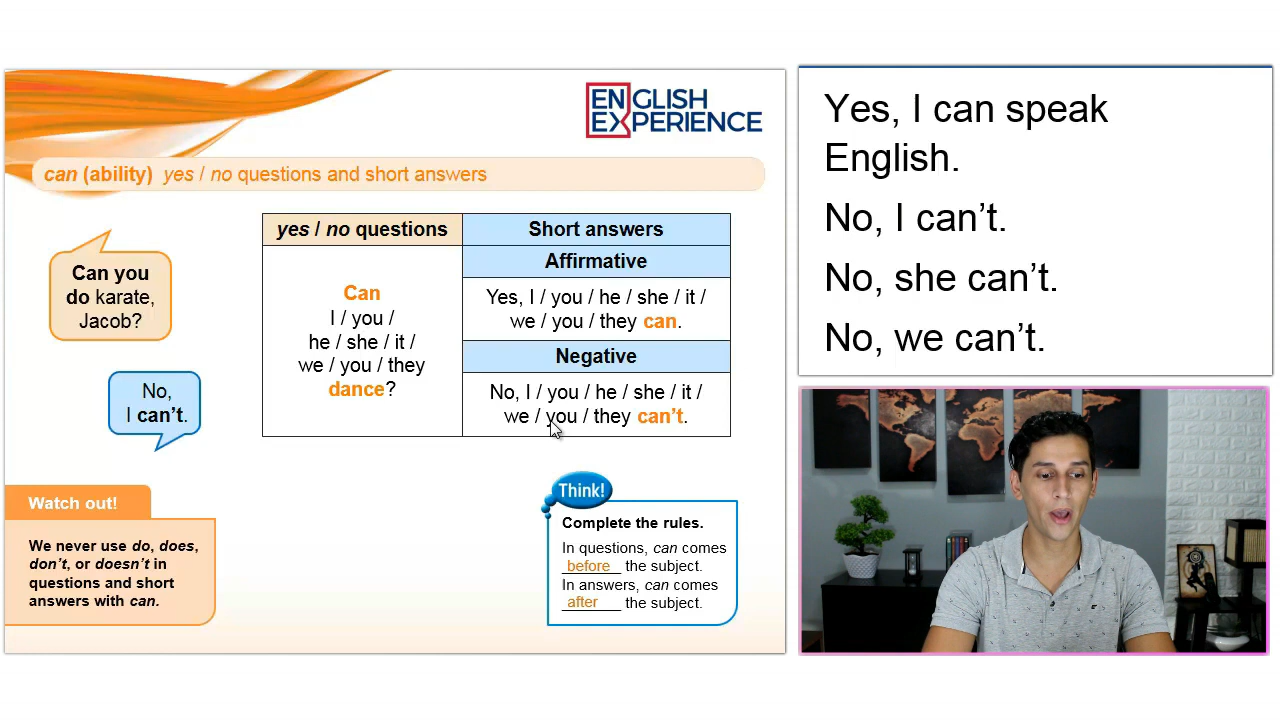 ENGLISH
EXPERIENCE
can (ability) yes / no questions and short answers
Can you
do karate,
Jacob?
No,
I can't.
yes / no questions
Can
I / you /
he / she / it /
we / you / they
dance?
Short answers
Affirmative
Yes, I / you / he / she / it /
we / you / they can.
Negative
No, I / you / he / she / it /
we / you / they can't.
Watch out!
We never use do, does,
don't, or doesn't in
questions and short
answers with can.
Think!
Complete the rules.
In questions, can comes
before the subject.
In answers, can comes
after the subject.
Yes, I can speak
English.
No, I can't.
No, she can't.
No, we can't.